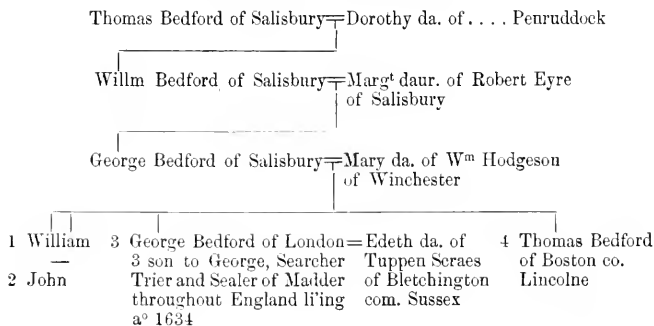 Thomas Bedford of Salisbury=Dorothy da. of . . . . Penruddock
Willm Bedford of Salisbury=Margᵗ daur. of Robert Eyre
of Salisbury
George Bedford of Salisbury=Mary da. of Wᵐ Hodgeson
of Winchester
1 William
—
2 John
3 George Bedford of London=
3 son to George, Searcher
Trier and Sealer of Madder
throughout England li'ing
aᵒ 1634
Edeth da. of
Tuppen Scraes
of Bletchington
com. Sussex
4 Thomas Bedford
of Boston co.
Lincolne